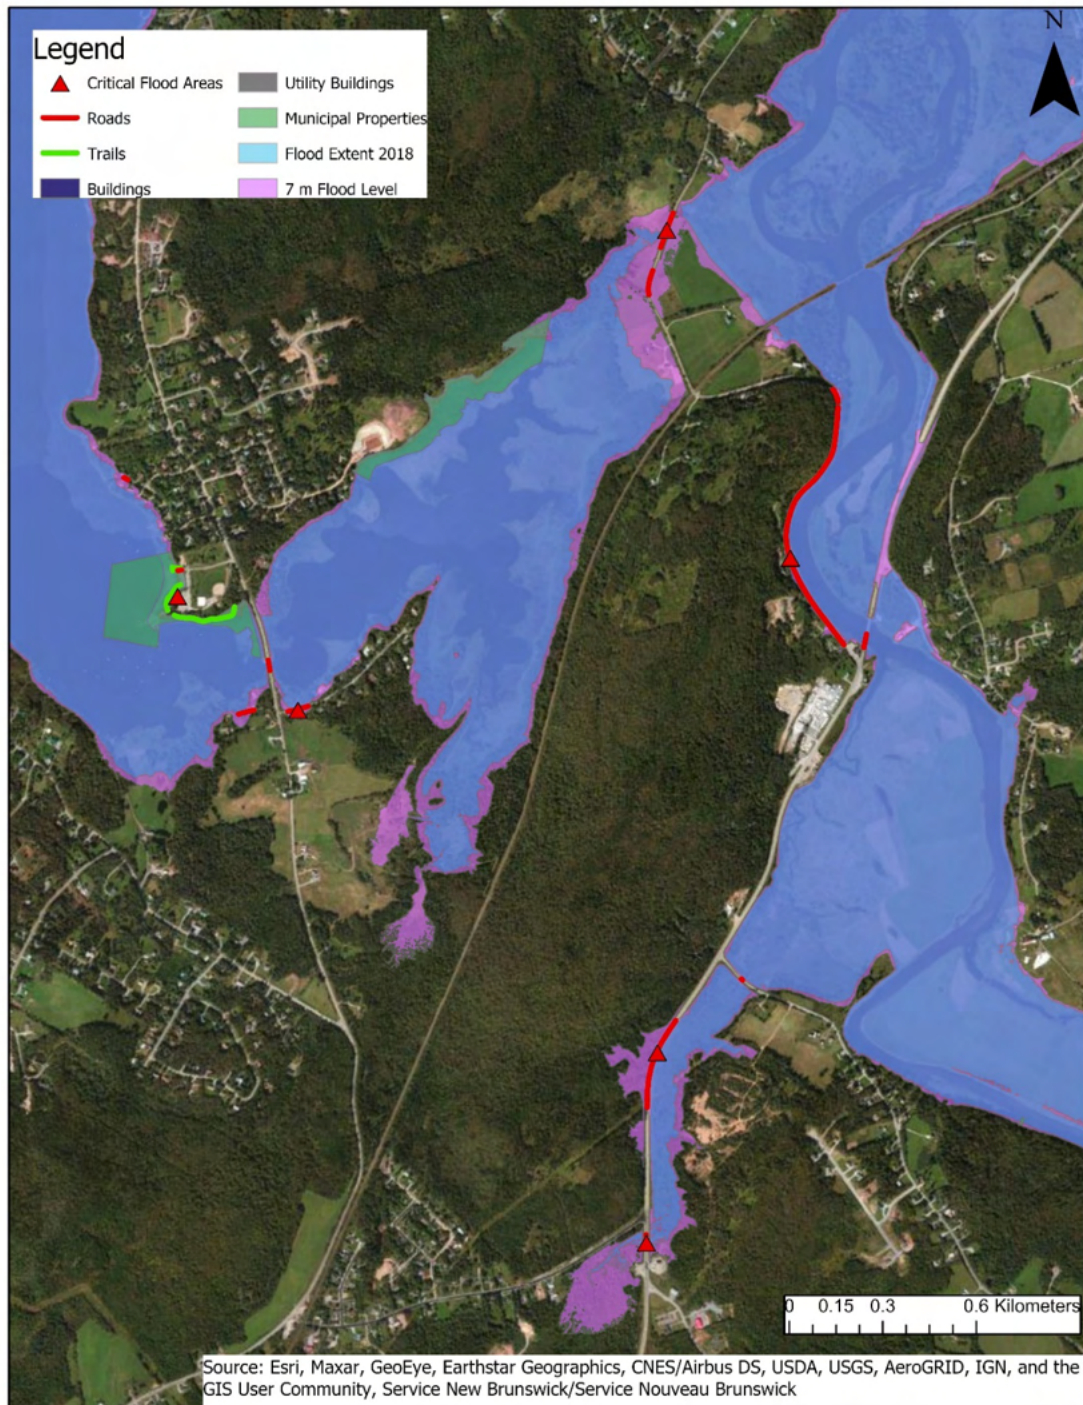 N
Legend
Critical Flood Areas
Utility Buildings
Roads
Municipal Properties
Trails
Flood Extent 2018
Buildings
7 m Flood Level
0 0.15 0.3 0.6 Kilometers
Source: Esri, Maxar, GeoEye, Earthstar Geographics, CNES/Airbus DS, USDA, USGS, AeroGRID, IGN, and the
GIS User Community, Service New Brunswick/Service Nouveau Brunswick